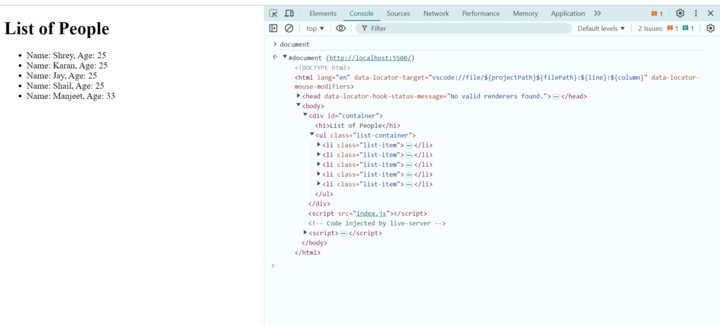 List of People
Name: Shrey, Age: 25
Name: Karan, Age: 25
Name: Jay, Age: 25
Name: Shail, Age: 25
Name: Manjeet, Age: 33
Elements Console Sources Network Performance Memory Application 1
top Filter Default levels 2 Issues: 1 1
document
#document (http://localhost:5500/)
<!DOCTYPE html>
<html lang="en" data-locator-target="vscode://file/${projectPath}${filePath}:${line}:${column}" data-locator-
mouse-modifiers>
<head data-locator-hook-status-message="No valid renderers found."> … </head>
<body>
<div id="container">
<h1>List of People</h1>
<ul class="list-container">
<li class="list-item"> … </li>
<li class="list-item"> … </li>
<li class="list-item"> … </li>
<li class="list-item"> … </li>
<li class="list-item"> … </li>
</ul>
</div>
<script src="index.js"></script>
<!-- Code injected by live-server -->
<script> … </script>
</body>
</html>